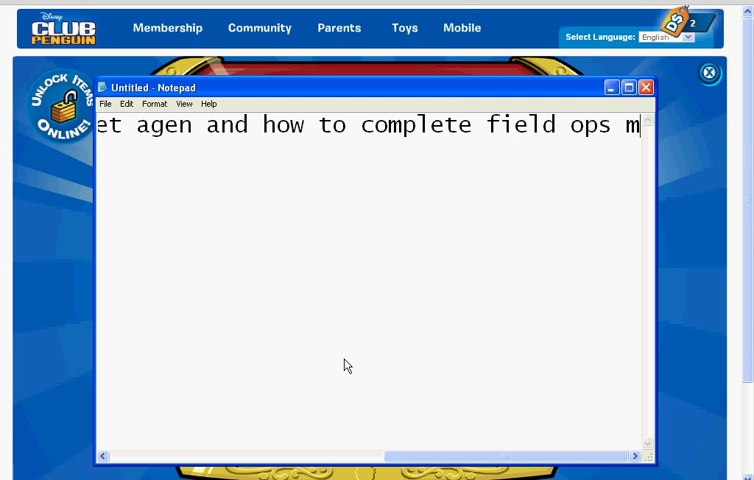 Disney
CLUB PENGUIN
Membership
Community
Parents
Toys
Mobile
DS
2
Select Language:
English
UNLOCK ITEMS ONLINE!
Untitled - Notepad
File Edit Format View Help
et agen and how to complete field ops m